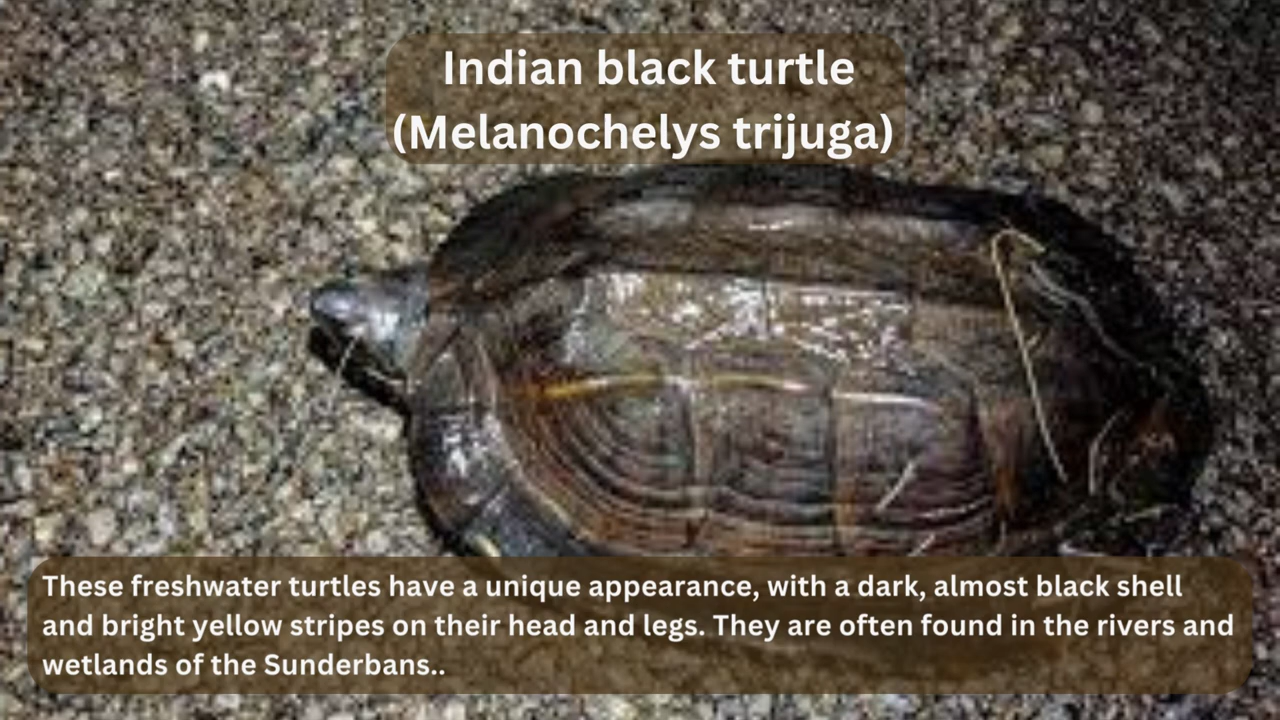 Indian black turtle
(Melanochelys trijuga)
These freshwater turtles have a unique appearance, with a dark, almost black shell
and bright yellow stripes on their head and legs. They are often found in the rivers and
wetlands of the Sunderbans..